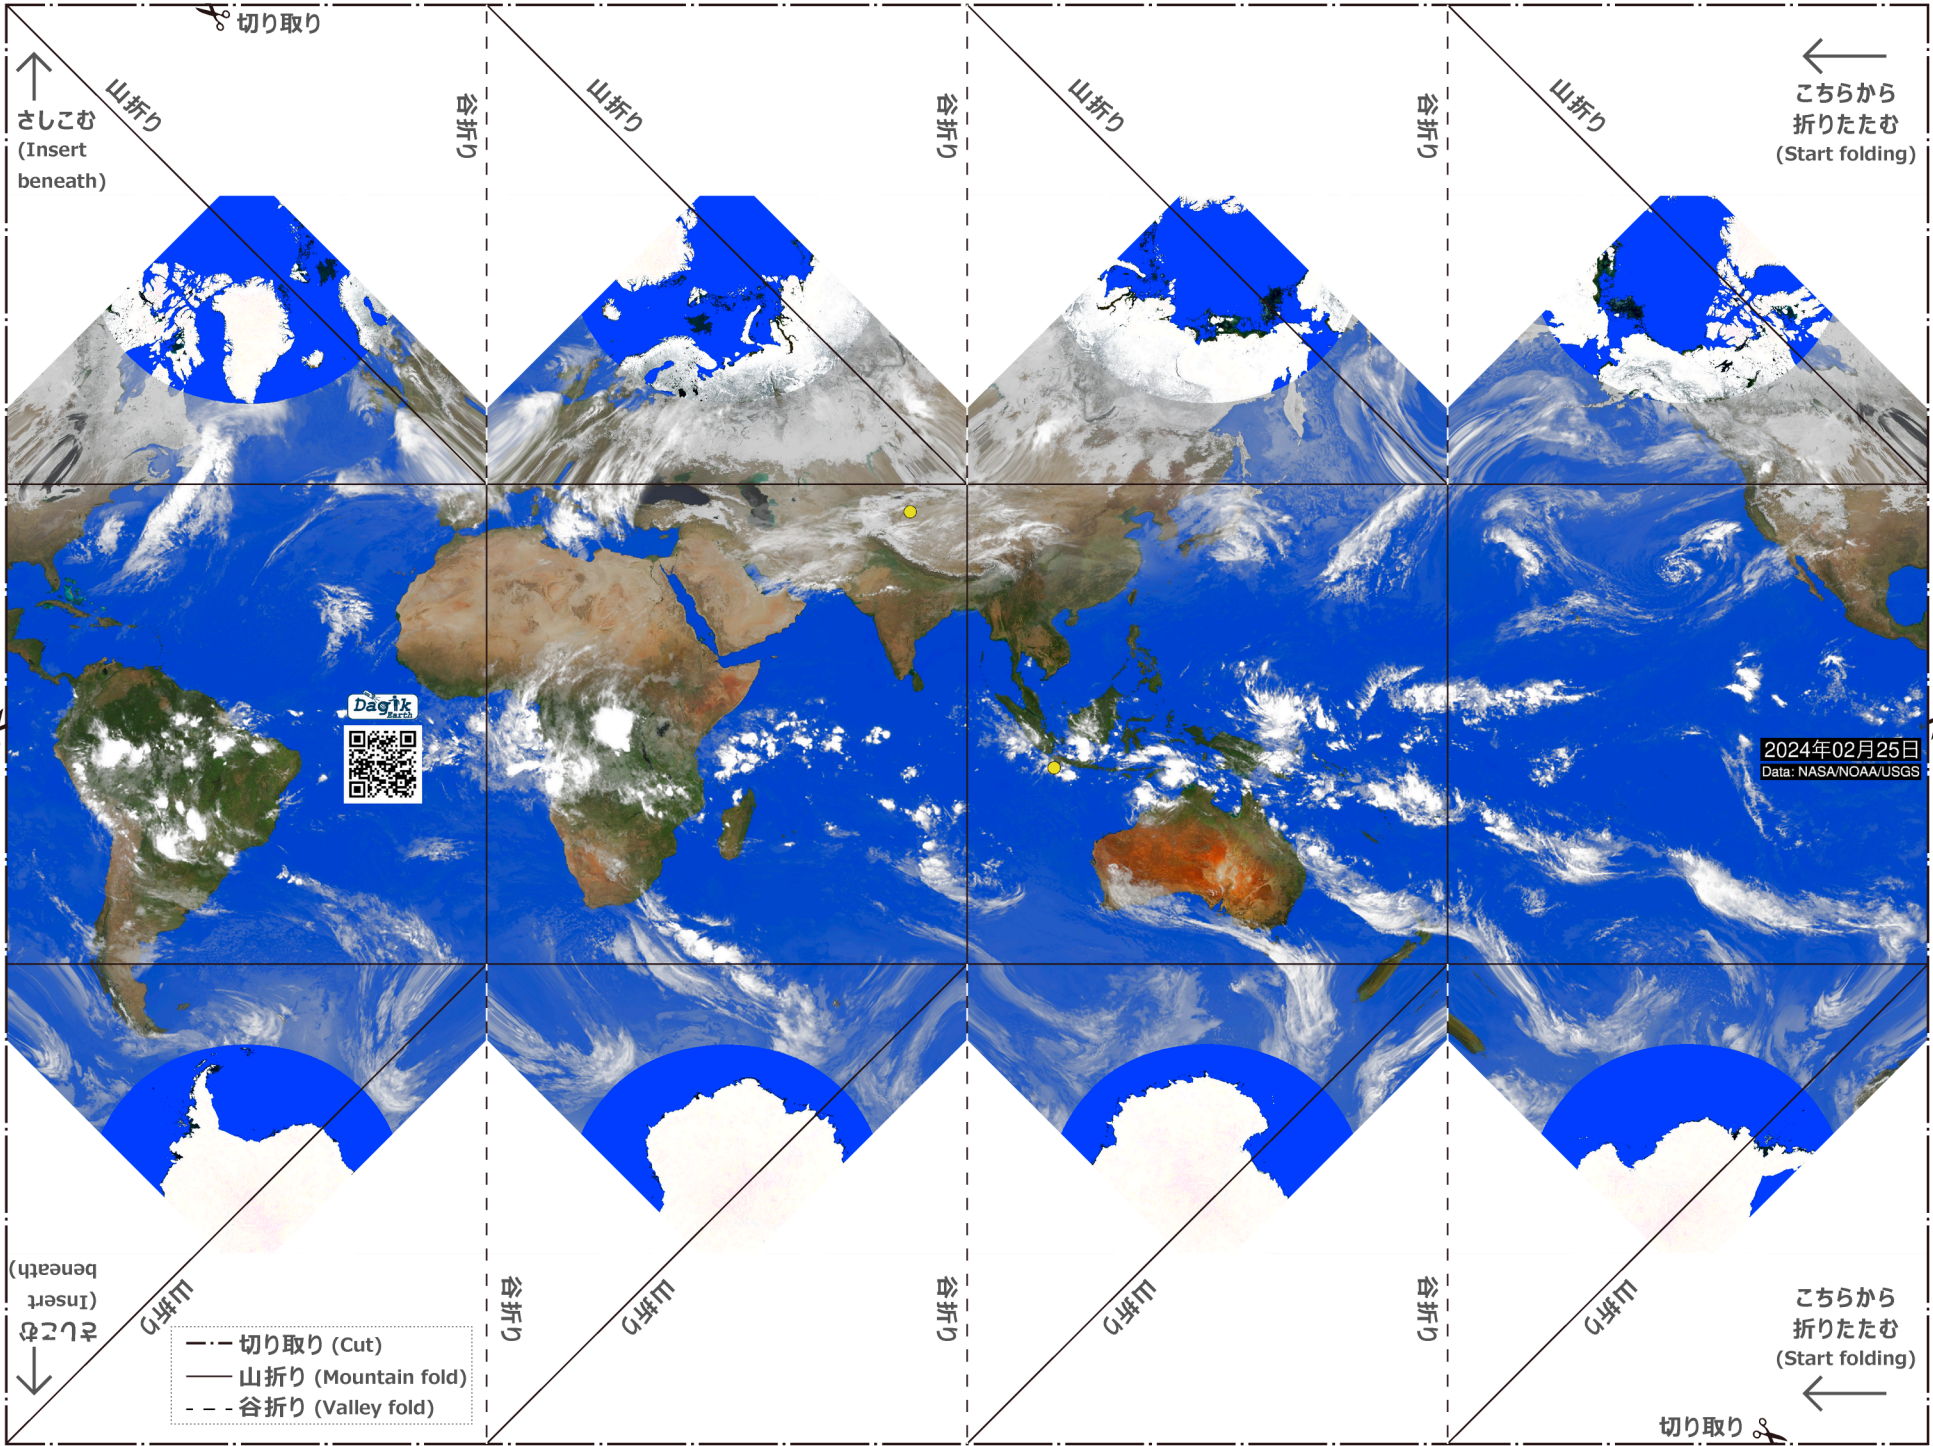 切り取り
さしこむ
(Insert
beneath)
山折り
谷折り
山折り
谷折り
山折り
谷折り
山折り
こちらから
折りたたむ
(Start folding)
Dagik
Earth
2024年02月25日
Data: NASA/NOAA/USGS
さしこむ
(Insert
beneath)
山折り
谷折り
山折り
谷折り
山折り
谷折り
山折り
こちらから
折りたたむ
(Start folding)
切り取り (Cut)
山折り (Mountain fold)
谷折り (Valley fold)
切り取り